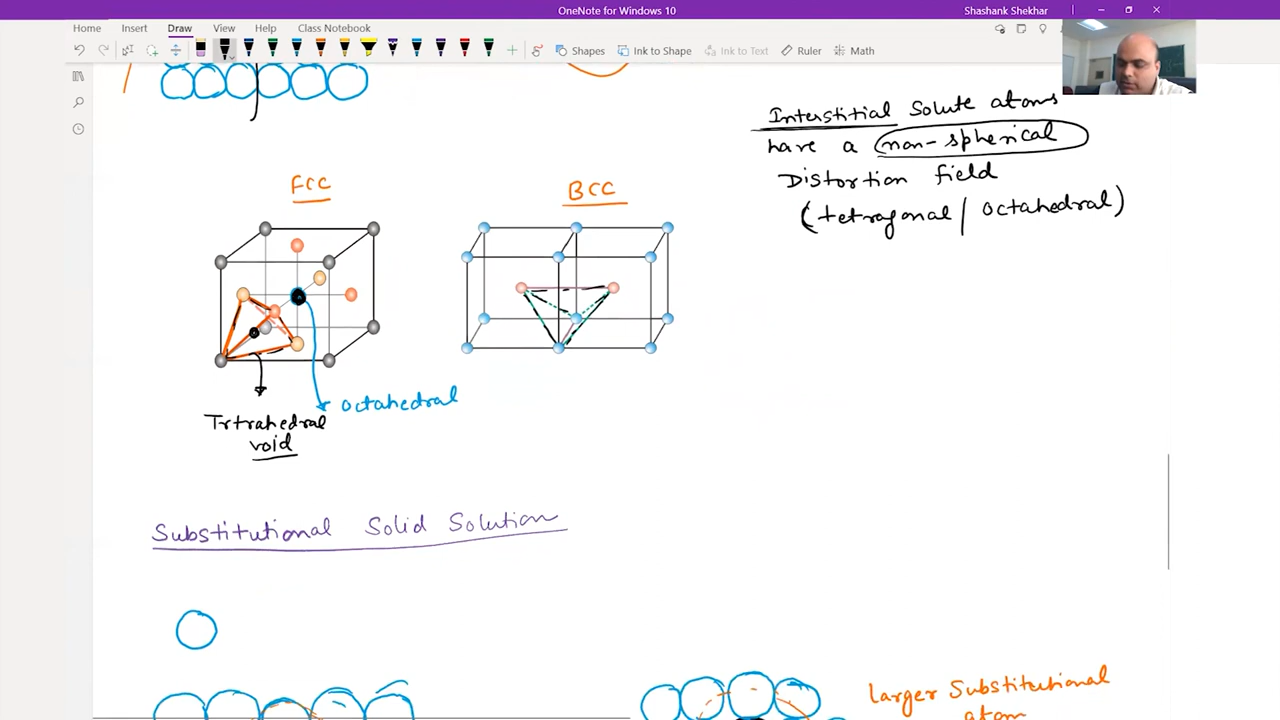 OneNote for Windows 10
Shashank Shekhar
Home Insert Draw View Help Class Notebook
Shapes Ink to Shape Ink to Text Ruler Math
Interstitial Solute atoms
have a non-spherical
Distortion field
(tetragonal/octahedral)
FCC
BCC
octahedral
Trtrahedral
void
Substitutional Solid Solution
larger Substitutional
atom